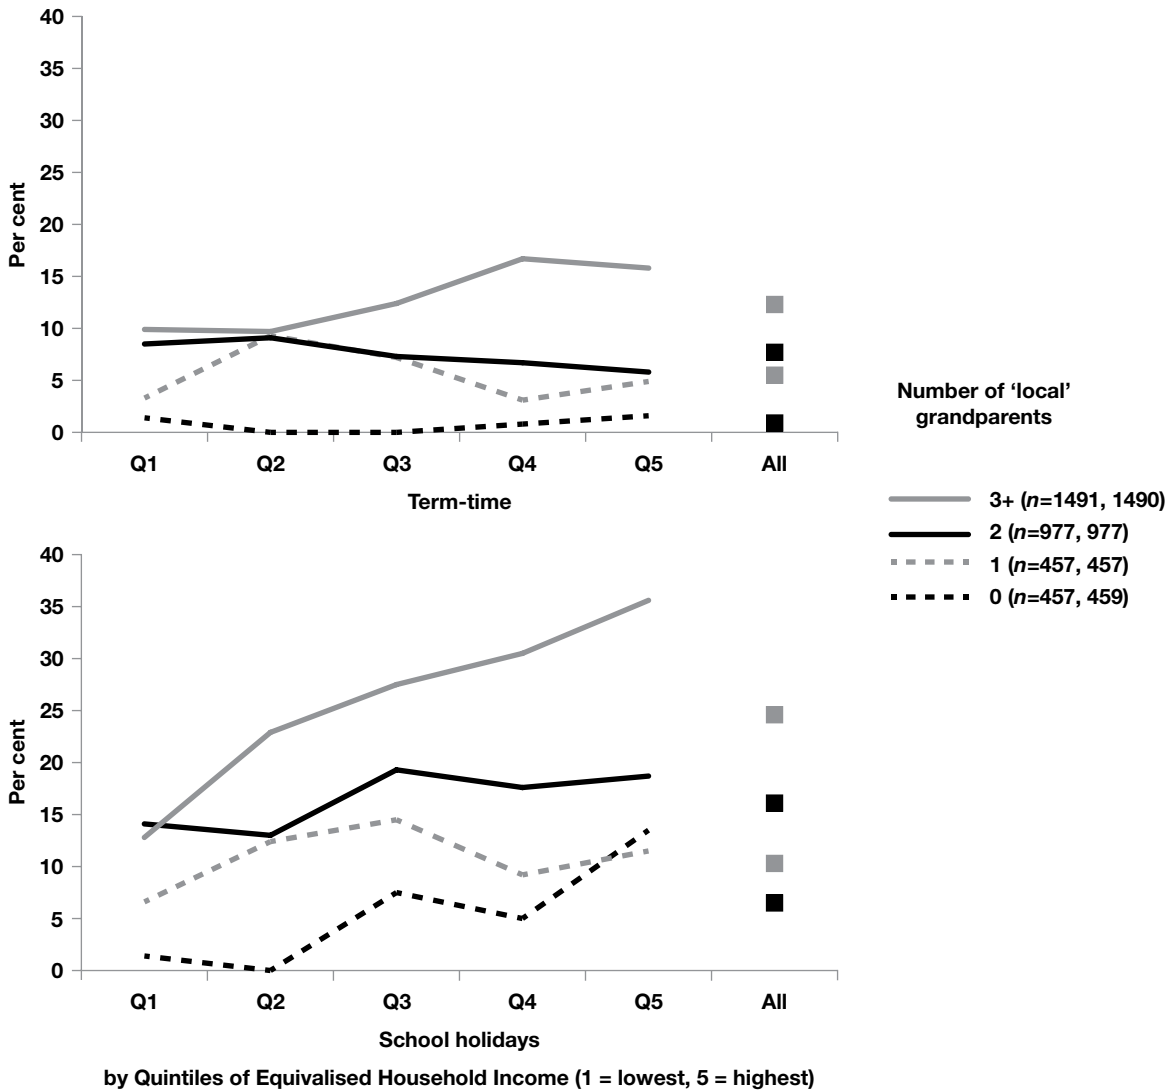 40
35
30
25
20
15
10
5
0
Per cent
Q1 Q2 Q3 Q4 Q5 All
Term-time
Number of ‘local’
grandparents
3+ (n=1491, 1490)
2 (n=977, 977)
1 (n=457, 457)
0 (n=457, 459)
40
35
30
25
20
15
10
5
0
Per cent
Q1 Q2 Q3 Q4 Q5 All
School holidays
by Quintiles of Equivalised Household Income (1 = lowest, 5 = highest)